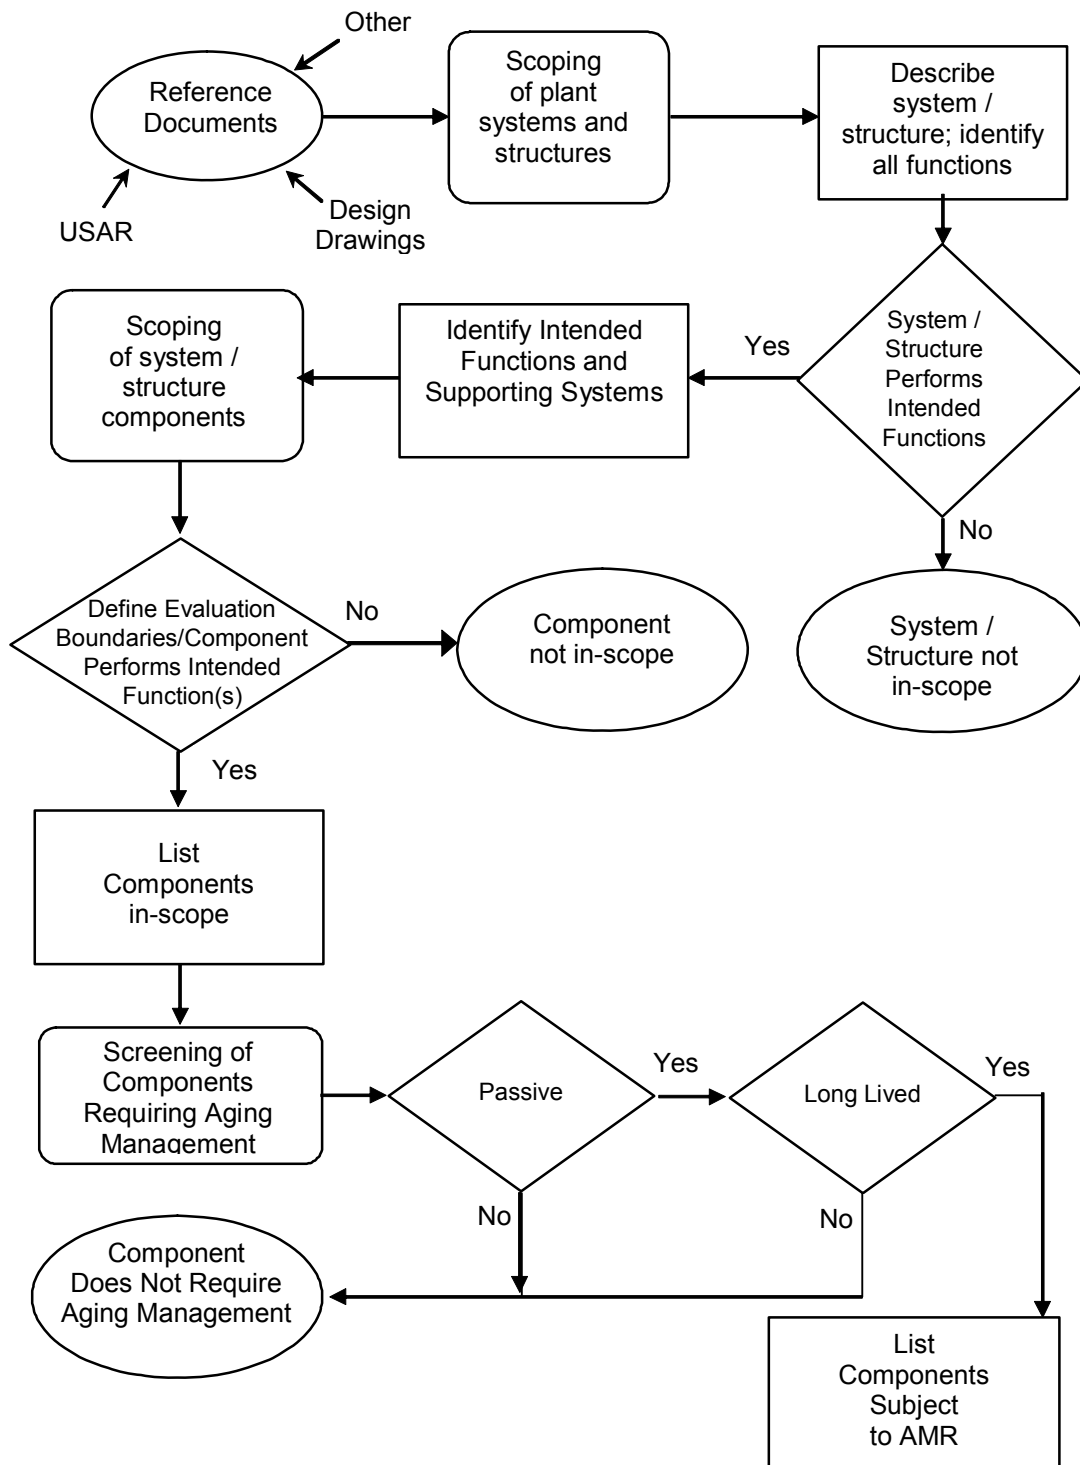 Other
Reference
Documents
USAR
Design
Drawings
Scoping
of plant
systems and
structures
Describe
system /
structure; identify
all functions
System /
Structure
Performs
Intended
Functions
Yes
No
System /
Structure not
in-scope
Identify Intended
Functions and
Supporting Systems
Scoping
of system /
structure
components
Define Evaluation
Boundaries/Component
Performs Intended
Function(s)
No
Component
not in-scope
Yes
List
Components
in-scope
Screening of
Components
Requiring Aging
Management
Passive
Yes
No
Long Lived
Yes
No
Component
Does Not Require
Aging Management
List
Components
Subject
to AMR